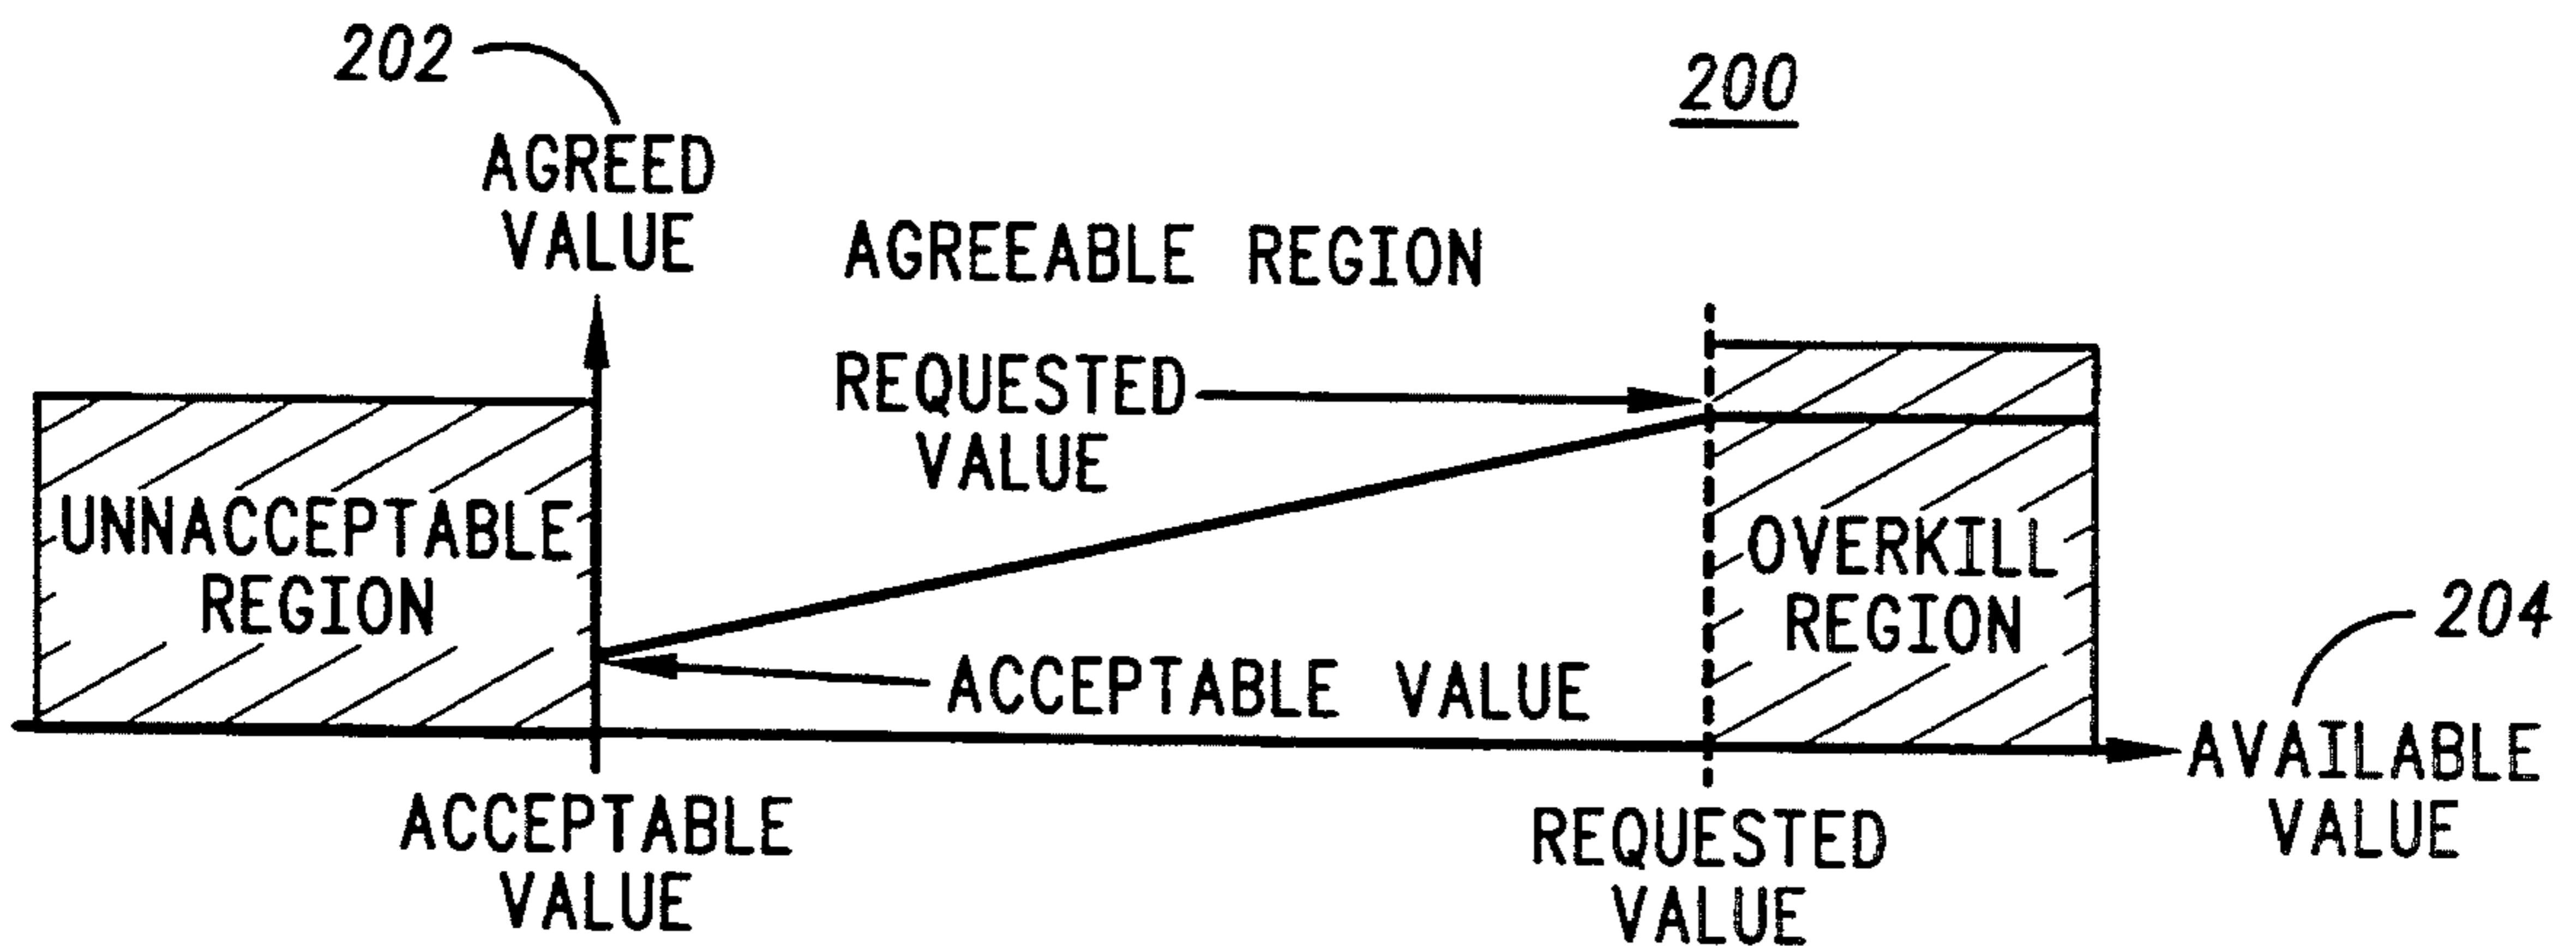 202
200
AGREED
VALUE
AGREEABLE REGION
REQUESTED
VALUE
UNNACCEPTABLE
REGION
OVERKILL
REGION
204
ACCEPTABLE VALUE
AVAILABLE
VALUE
ACCEPTABLE
VALUE
REQUESTED
VALUE